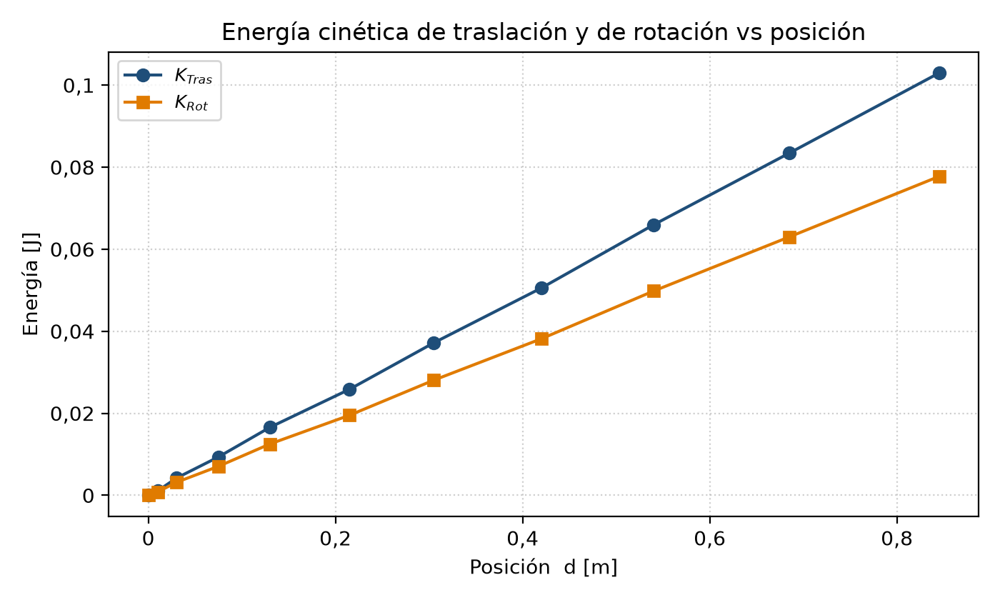 Energía cinética de traslación y de rotación vs posición
K_Tras
K_Rot
Energía [J]
0,1
0,08
0,06
0,04
0,02
0
0
0,2
0,4
0,6
0,8
Posición d [m]